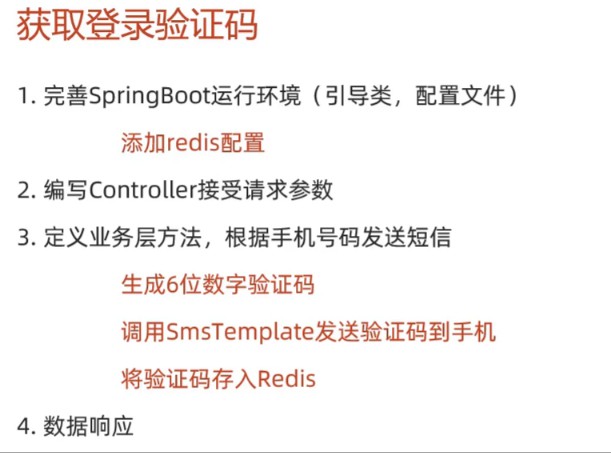 获取登录验证码
1. 完善SpringBoot运行环境（引导类，配置文件）
添加redis配置
2. 编写Controller接受请求参数
3. 定义业务层方法，根据手机号码发送短信
生成6位数字验证码
调用SmsTemplate发送验证码到手机
将验证码存入Redis
4. 数据响应